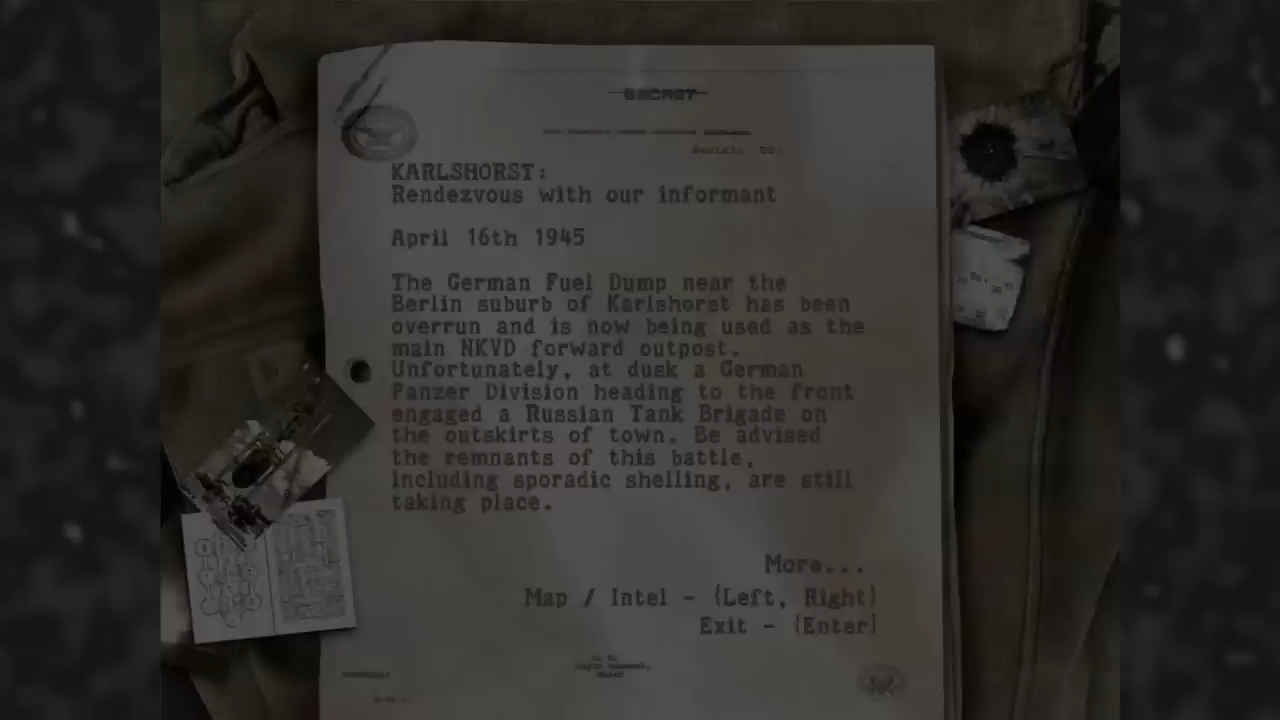 SECRET
KARLSHORST:
Rendezvous with our informant
April 16th 1945
The German Fuel Dump near the
Berlin suburb of Karlshorst has been
overrun and is now being used as the
main NKVD forward outpost.
Unfortunately, at dusk a German
Panzer Division heading to the front
engaged a Russian Tank Brigade on
the outskirts of town. Be advised
the remnants of this battle,
including sporadic shelling, are still
taking place.
More...
Map / Intel - {Left, Right}
Exit - {Enter}